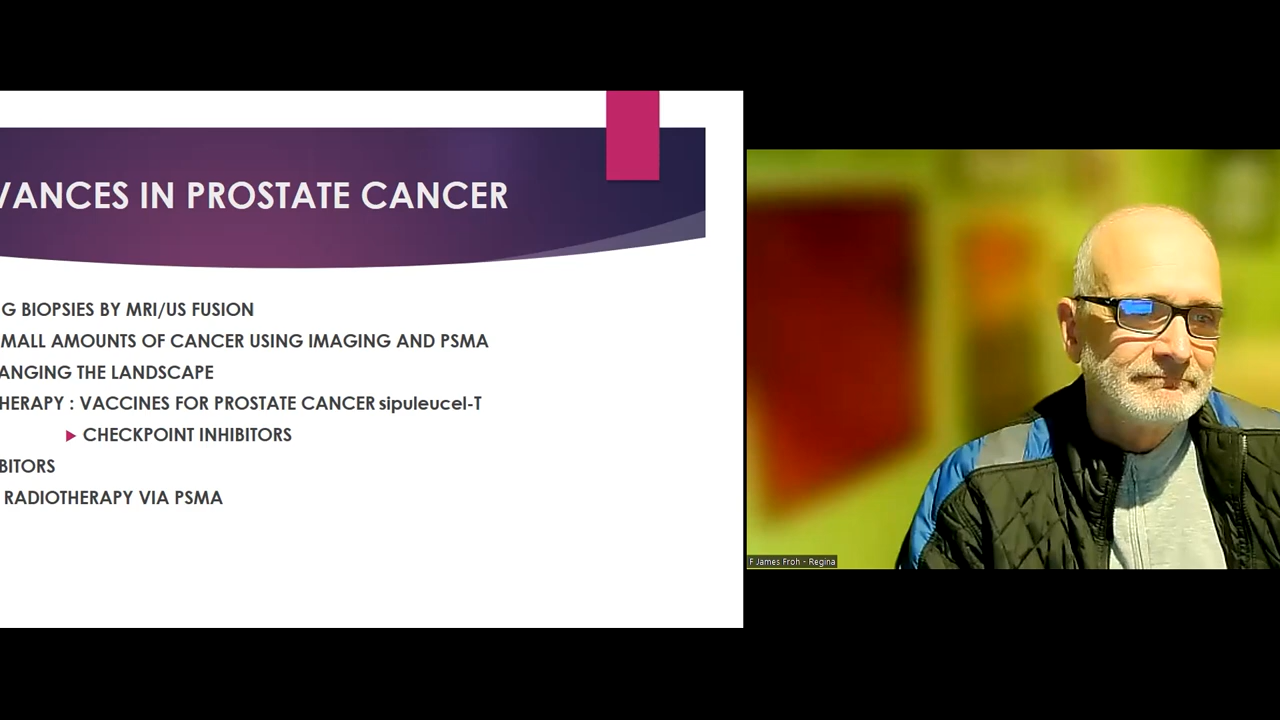 VANCES IN PROSTATE CANCER
G BIOPSIES BY MRI/US FUSION
MALL AMOUNTS OF CANCER USING IMAGING AND PSMA
ANGING THE LANDSCAPE
HERAPY : VACCINES FOR PROSTATE CANCER sipuleucel-T
CHECKPOINT INHIBITORS
BITORS
RADIOTHERAPY VIA PSMA
F James Froh - Regina